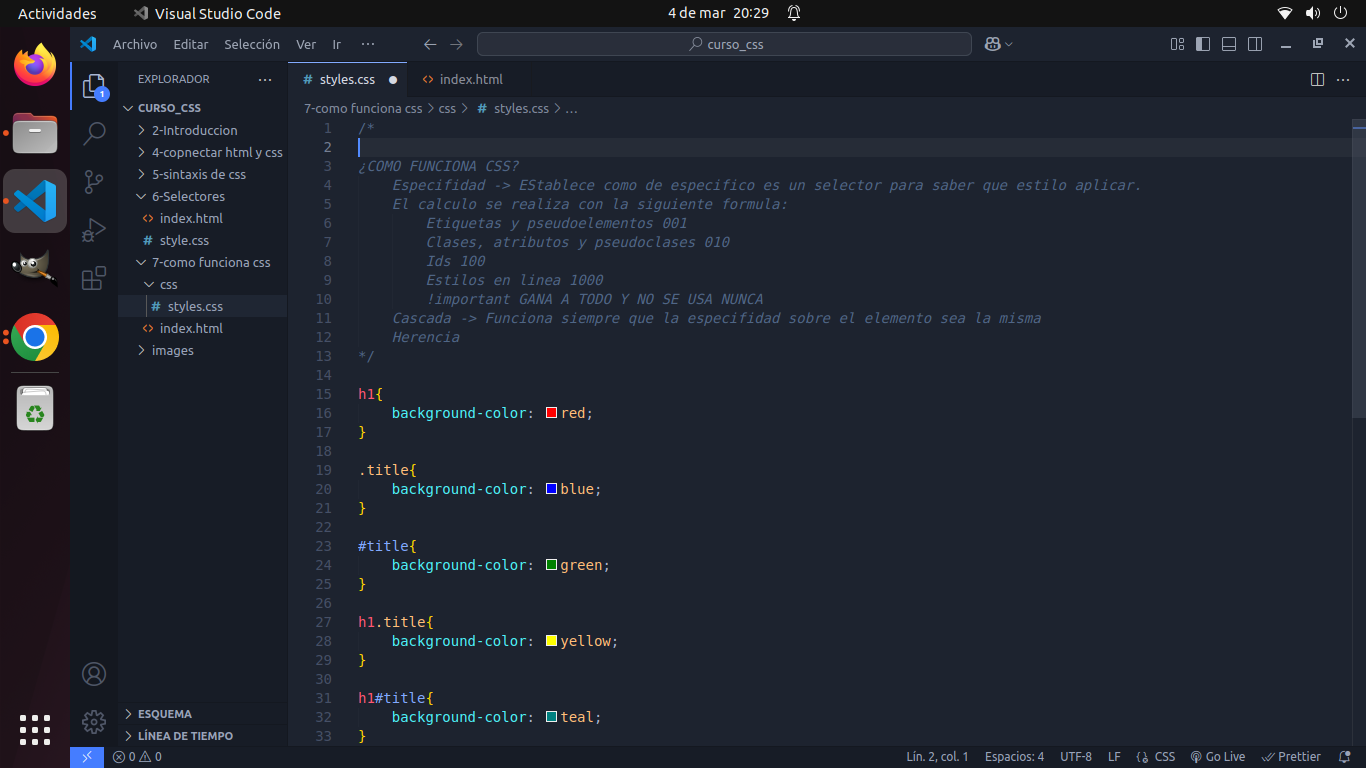 Actividades
Visual Studio Code
4 de mar 20:29
Archivo Editar Selección Ver Ir ···
curso_css
EXPLORADOR ···
styles.css
index.html
1
CURSO_CSS
2-Introduccion
4-copnectar html y css
5-sintaxis de css
6-Selectores
index.html
# style.css
7-como funciona css
css
# styles.css
index.html
images
ESQUEMA
LÍNEA DE TIEMPO
7-como funciona css > css > # styles.css > ...
1 /*
2
3 ¿COMO FUNCIONA CSS?
4 Especifidad -> EStablece como de especifico es un selector para saber que estilo aplicar.
5 El calculo se realiza con la siguiente formula:
6 Etiquetas y pseudoelementos 001
7 Clases, atributos y pseudoclases 010
8 Ids 100
9 Estilos en linea 1000
10 !important GANA A TODO Y NO SE USA NUNCA
11 Cascada -> Funciona siempre que la especifidad sobre el elemento sea la misma
12 Herencia
13 */
14
15 h1{
16 background-color: red;
17 }
18
19 .title{
20 background-color: blue;
21 }
22
23 #title{
24 background-color: green;
25 }
26
27 h1.title{
28 background-color: yellow;
29 }
30
31 h1#title{
32 background-color: teal;
33 }
0 0
Lín. 2, col. 1 Espacios: 4 UTF-8 LF {} CSS Go Live Prettier